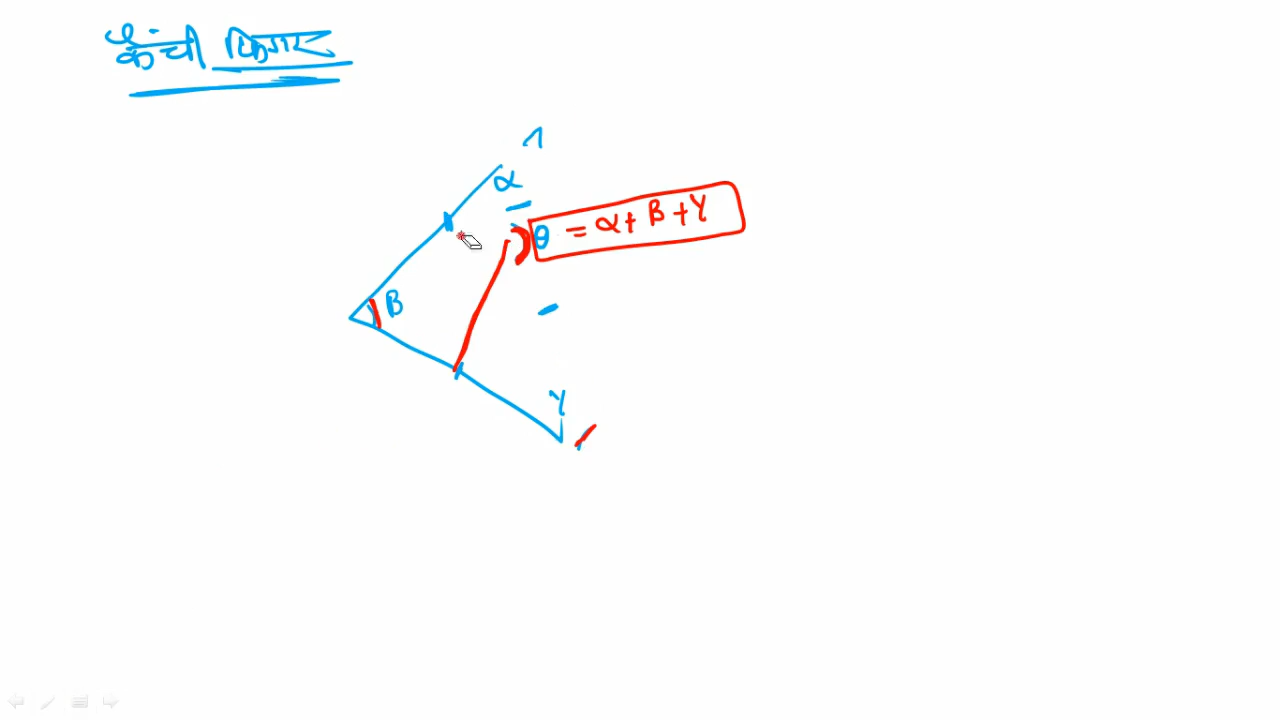 कैंची फिगर
α
θ = α + β + γ
β
γ